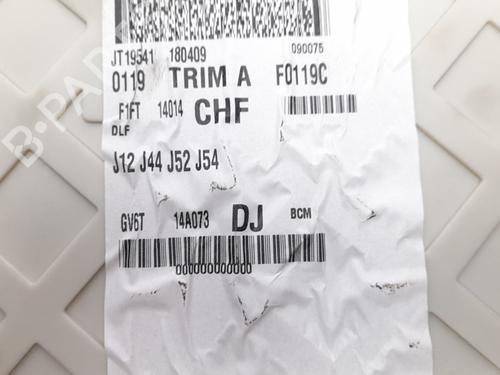 JT19541 180409 090075
0119 TRIM A F0119C
F1FT 14014 CHF
DLF
J12 J44 J52 J54
GV6T 14A073 DJ BCM
000000000000
B-PARTS